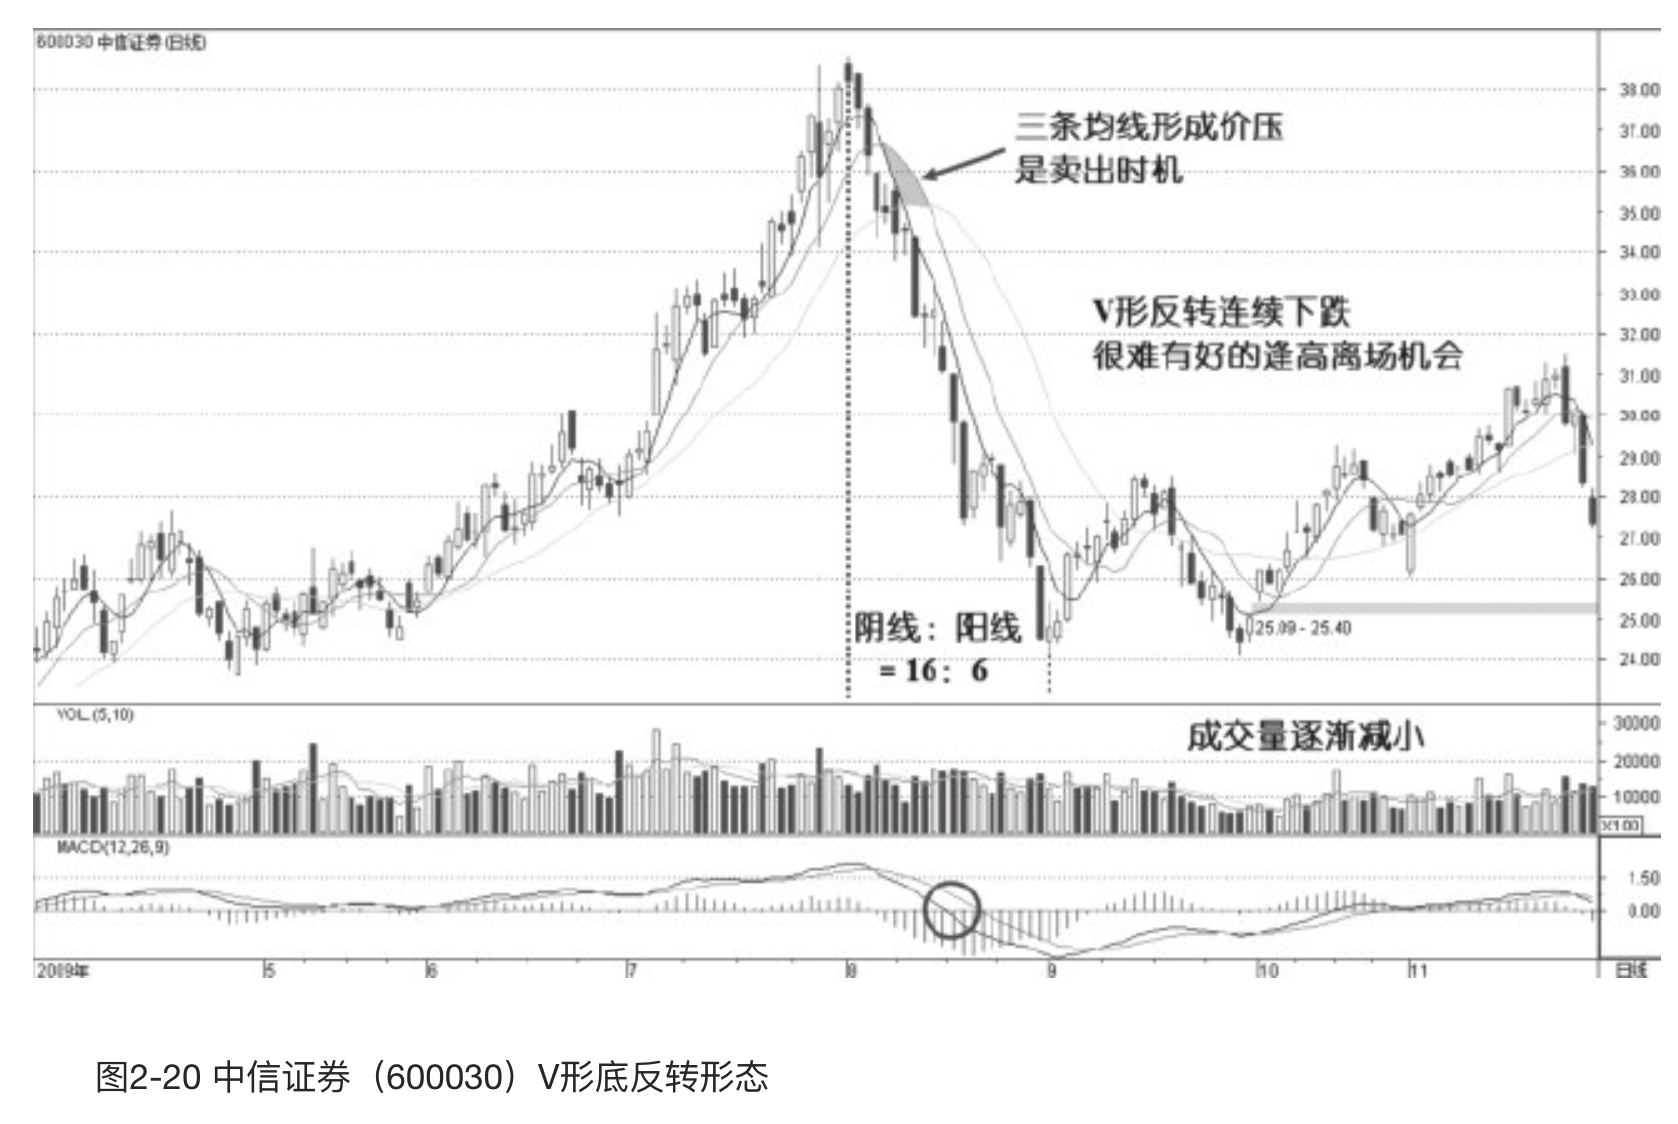 600030 中信证券(日线)
38.00
37.00
三条均线形成价压
是卖出时机
36.00
35.00
34.00
33.00
V形反转连续下跌
32.00
很难有好的逢高离场机会
31.00
30.00
29.00
28.00
27.00
26.00
25.00
阴线：阳线
25.09-25.40
=16：6
24.00
VOL.(5,10)
成交量逐渐减小
30000
20000
10000
X100
MACD(12,26,9)
1.50
0.00
2009年 5 6 7 8 9 10 11 日线
图2-20 中信证券（600030）V形底反转形态